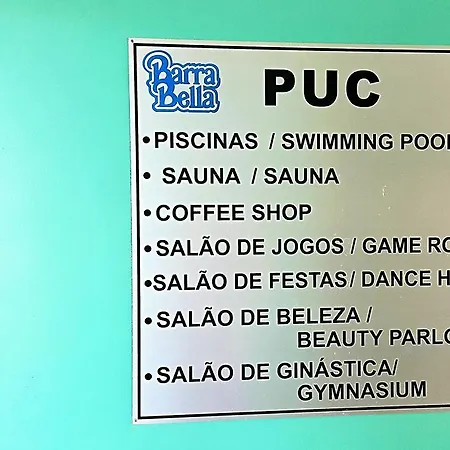 Barra
Bella
PUC
• PISCINAS / SWIMMING POOL
• SAUNA / SAUNA
• COFFEE SHOP
• SALÃO DE JOGOS / GAME RO
• SALÃO DE FESTAS / DANCE H
• SALÃO DE BELEZA /
BEAUTY PARLO
• SALÃO DE GINÁSTICA/
GYMNASIUM